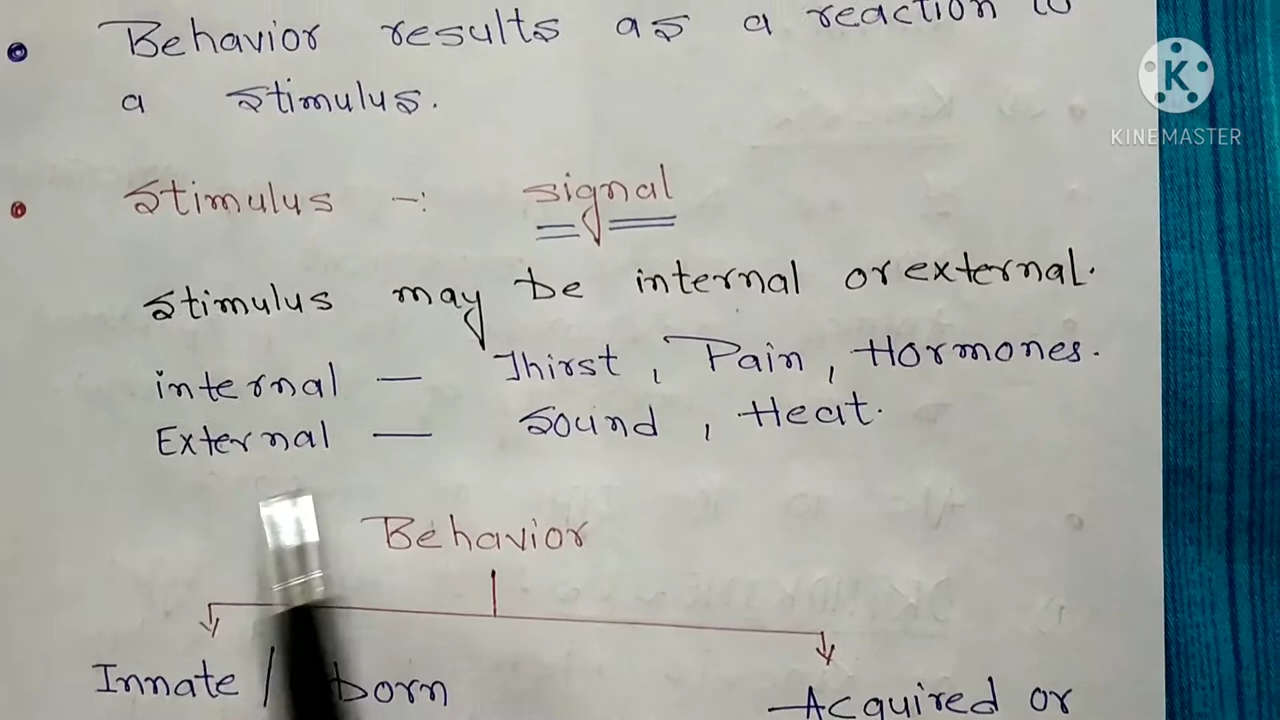 Behavior results as a reaction to
a stimulus.
K
KINEMASTER
Stimulus -: signal
Stimulus may be internal or external.
internal — Thirst, Pain, Hormones.
External — Sound, Heat.
Behavior
Innate / born
Acquired or